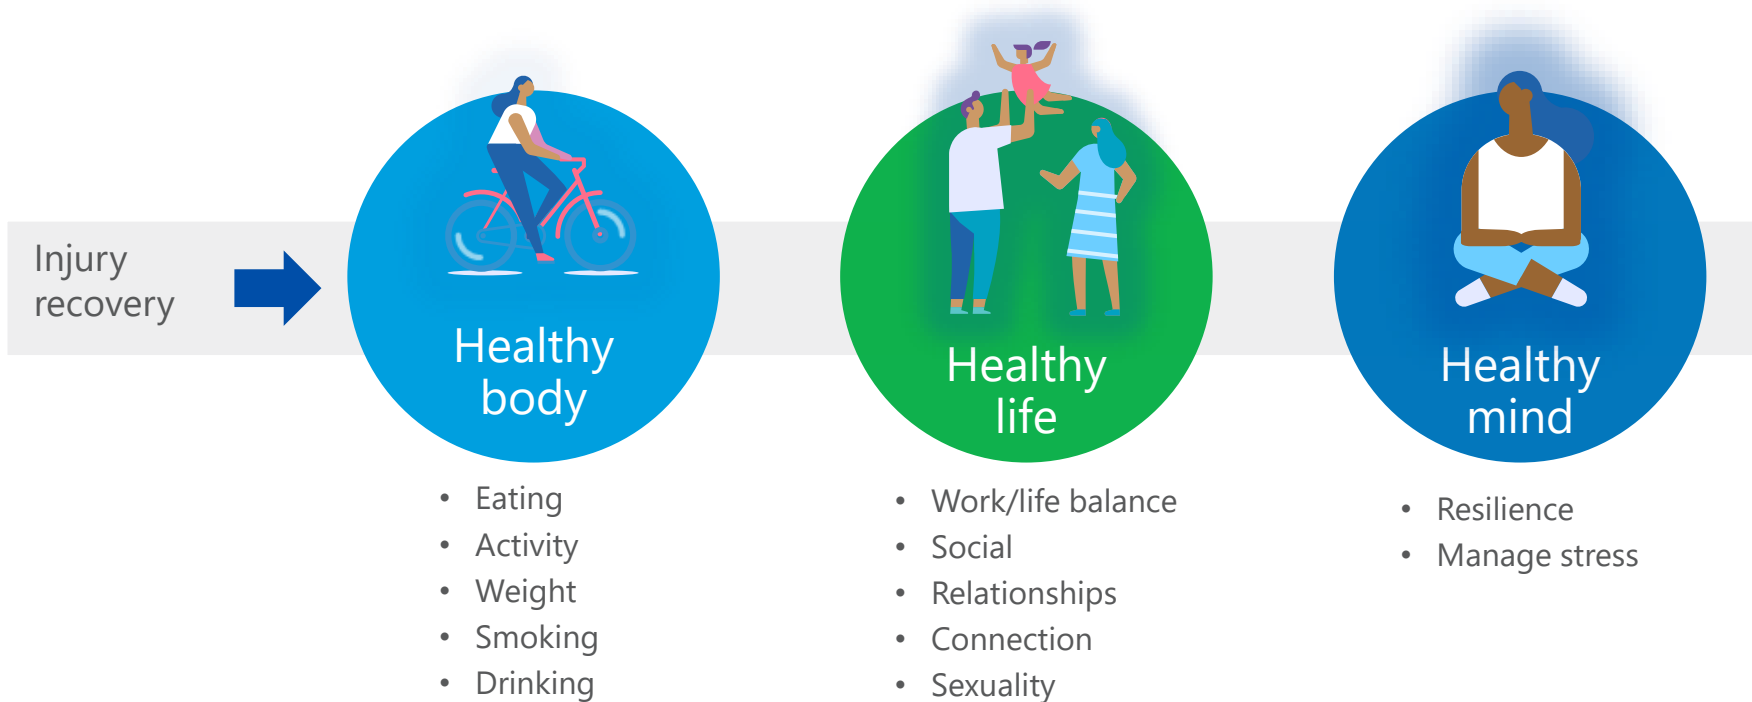 Injury
recovery
Healthy
body
• Eating
• Activity
• Weight
• Smoking
• Drinking
Healthy
life
• Work/life balance
• Social
• Relationships
• Connection
• Sexuality
Healthy
mind
• Resilience
• Manage stress